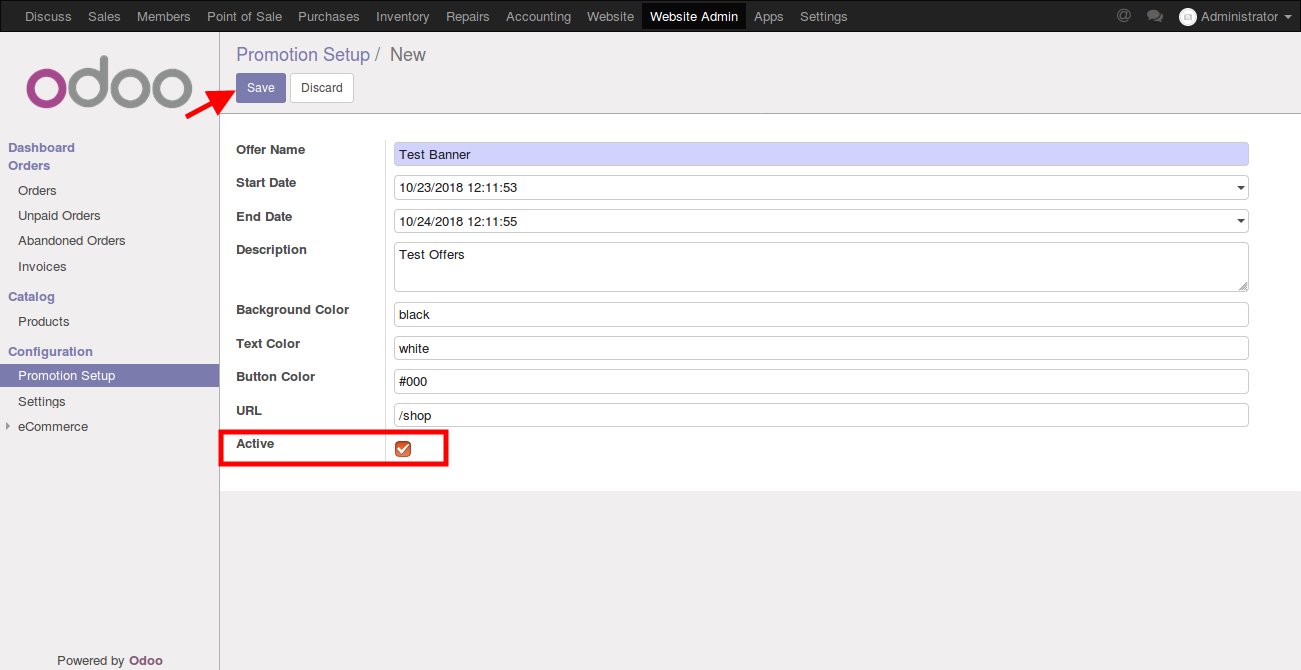 Discuss Sales Members Point of Sale Purchases Inventory Repairs Accounting Website Website Admin Apps Settings @ Administrator
odoo
Promotion Setup / New
Save Discard
Dashboard
Orders
Orders
Unpaid Orders
Abandoned Orders
Invoices
Catalog
Products
Configuration
Promotion Setup
Settings
eCommerce
Powered by Odoo
Offer Name Test Banner
Start Date 10/23/2018 12:11:53
End Date 10/24/2018 12:11:55
Description Test Offers
Background Color black
Text Color white
Button Color #000
URL /shop
Active